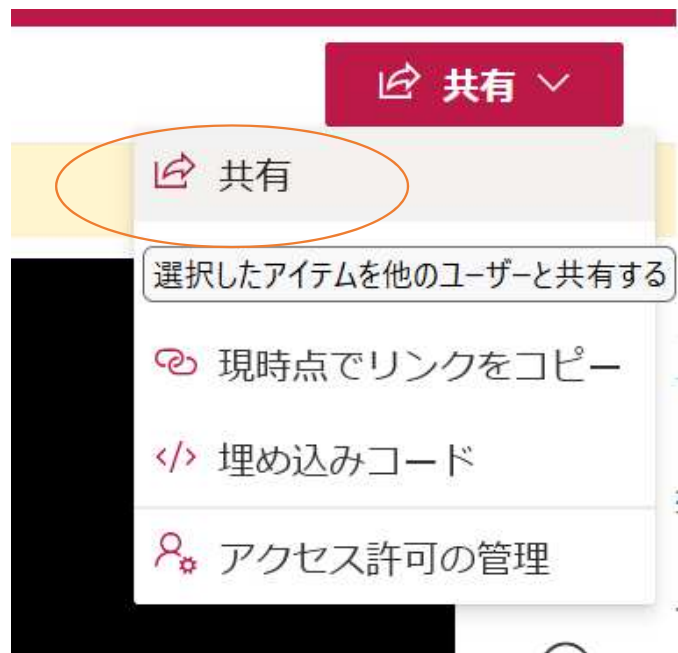 共有
共有
選択したアイテムを他のユーザーと共有する
現時点でリンクをコピー
埋め込みコード
アクセス許可の管理